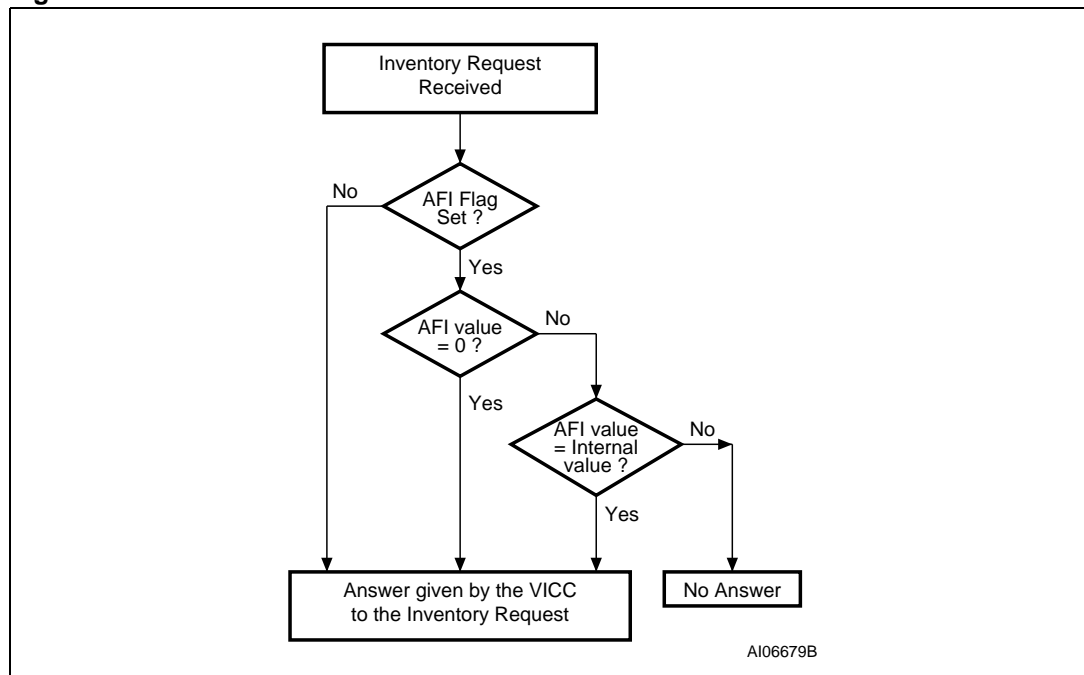 Inventory Request
Received
No
AFI Flag
Set ?
Yes
AFI value
= 0 ?
No
Yes
AFI value
= Internal
value ?
No
Yes
Answer given by the VICC
to the Inventory Request
No Answer
AI06679B